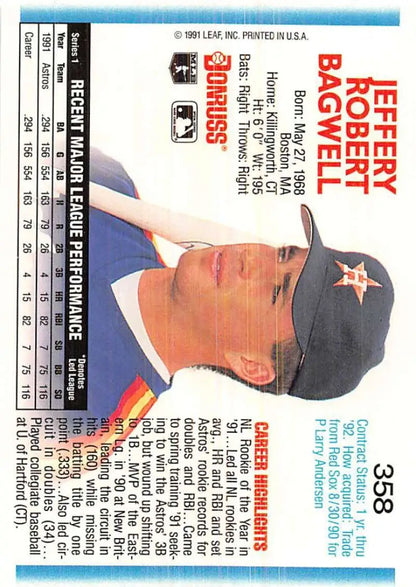 358
JEFFERY
ROBERT
BAGWELL
Born: May 27, 1968
Boston, MA
Home: Killingworth, CT
Ht: 6' 0" Wt: 195
Bats: Right Throws: Right
DONRUSS
MLB
© 1991 LEAF, INC. PRINTED IN U.S.A.
Contract Status: 1 yr. thru
'92. How acquired: Trade
from Red Sox 8/30/90 for
P Larry Andersen
CAREER HIGHLIGHTS
NL Rookie of the Year in
'91...Led all NL rookies in
avg., HR and RBI and set
Astros' rookie records for
doubles and RBI...Came
to spring training '91 seek-
ing to win the Astros' 3B
job, but wound up shifting
to 1B...MVP of the East-
ern Lg. in '90 at New Brit-
ain, leading the circuit in
hits (160) while missing
the batting title by one
point (.333)...Also led cir-
cuit in doubles (34)...
Played collegiate baseball
at U. of Hartford (CT).
Series 1 RECENT MAJOR LEAGUE PERFORMANCE *Denotes
Led League
Year Team BA G AB H R 2B 3B HR RBI SB BB SO
1991 Astros .294 156 554 163 79 26 4 15 82 7 75 116
Career .294 156 554 163 79 26 4 15 82 7 75 116